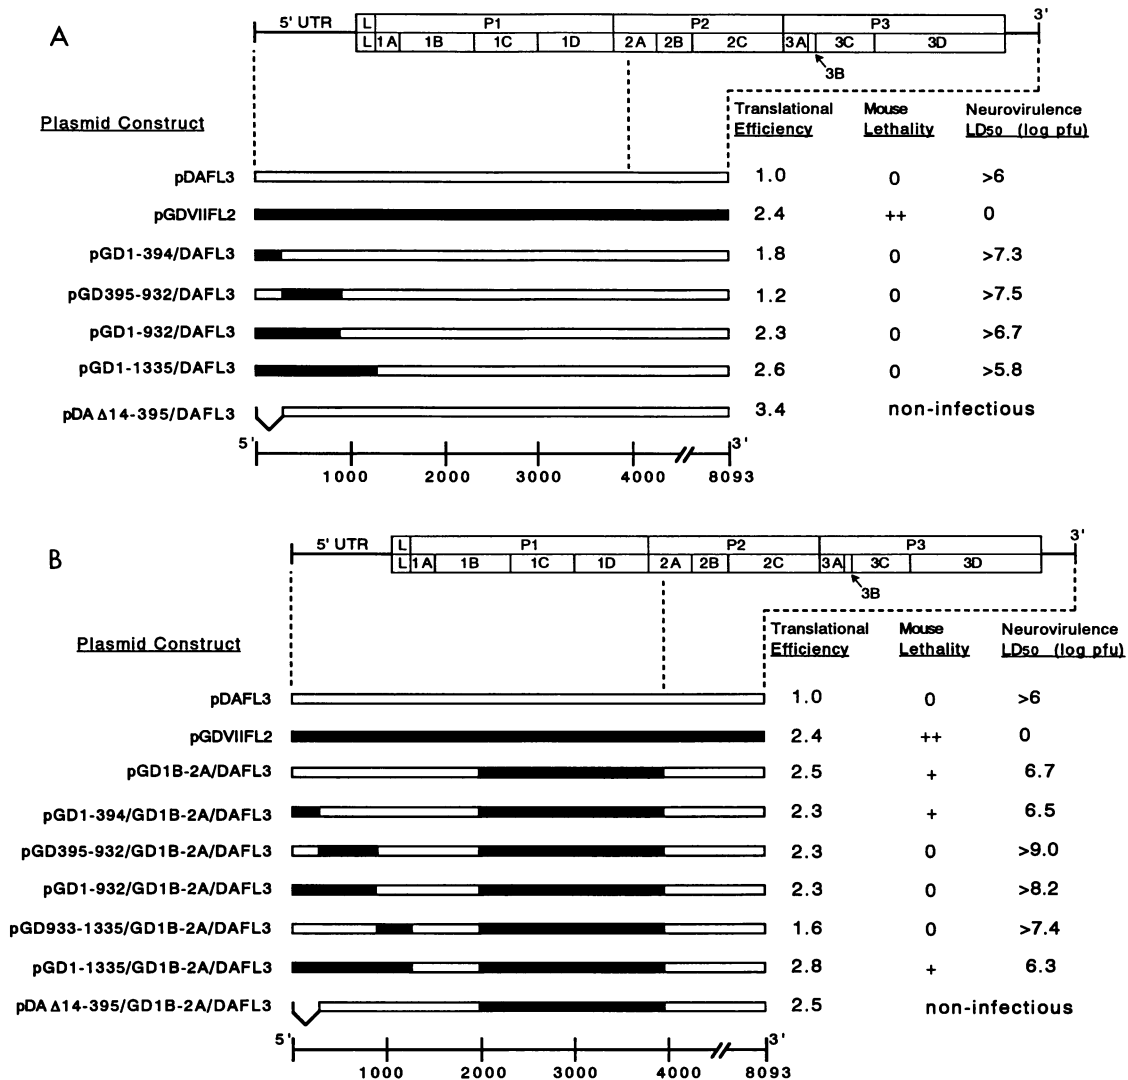 A
5' UTR L P1 P2 P3 3'
L 1A 1B 1C 1D 2A 2B 2C 3A 3C 3D
3B
Plasmid Construct
Translational Efficiency
Mouse Lethality
Neurovirulence LD50 (log pfu)
pDAFL3 1.0 0 >6
pGDVIIFL2 2.4 ++ 0
pGD1-394/DAFL3 1.8 0 >7.3
pGD395-932/DAFL3 1.2 0 >7.5
pGD1-932/DAFL3 2.3 0 >6.7
pGD1-1335/DAFL3 2.6 0 >5.8
pDA Δ14-395/DAFL3 3.4 non-infectious
5' 3'
1000 2000 3000 4000 8093
B
5' UTR L P1 P2 P3 3'
L 1A 1B 1C 1D 2A 2B 2C 3A 3C 3D
3B
Plasmid Construct
Translational Efficiency
Mouse Lethality
Neurovirulence LD50 (log pfu)
pDAFL3 1.0 0 >6
pGDVIIFL2 2.4 ++ 0
pGD1B-2A/DAFL3 2.5 + 6.7
pGD1-394/GD1B-2A/DAFL3 2.3 + 6.5
pGD395-932/GD1B-2A/DAFL3 2.3 0 >9.0
pGD1-932/GD1B-2A/DAFL3 2.3 0 >8.2
pGD933-1335/GD1B-2A/DAFL3 1.6 0 >7.4
pGD1-1335/GD1B-2A/DAFL3 2.8 + 6.3
pDA Δ14-395/GD1B-2A/DAFL3 2.5 non-infectious
5' 3'
1000 2000 3000 4000 8093